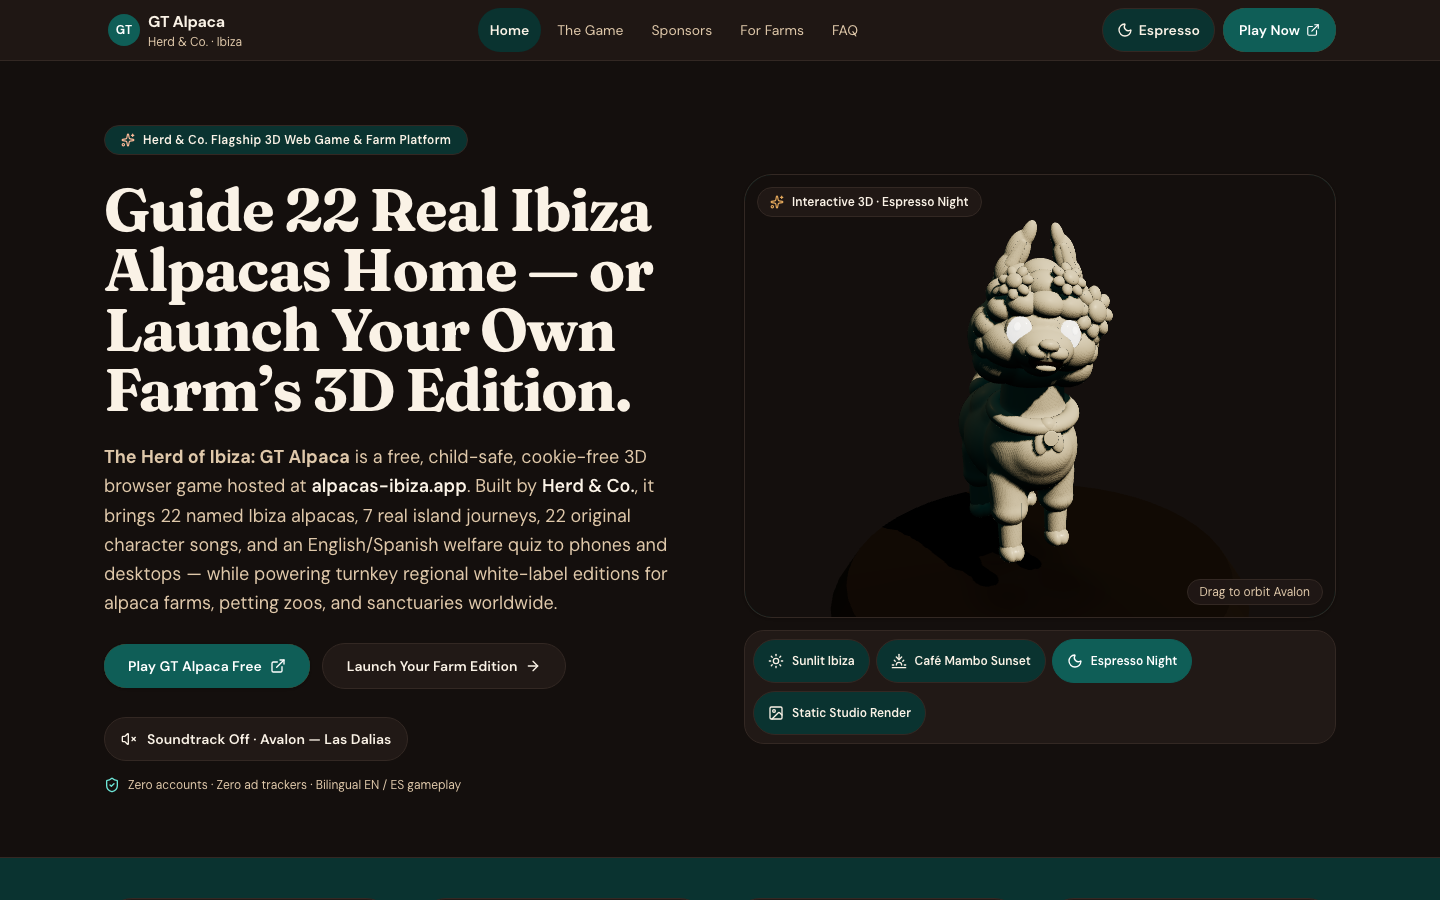 GT
GT Alpaca
Herd & Co. · Ibiza
Home
The Game
Sponsors
For Farms
FAQ
Espresso
Play Now
Herd & Co. Flagship 3D Web Game & Farm Platform
Guide 22 Real Ibiza
Alpacas Home — or
Launch Your Own
Farm’s 3D Edition.
The Herd of Ibiza: GT Alpaca is a free, child-safe, cookie-free 3D
browser game hosted at alpacas-ibiza.app. Built by Herd & Co., it
brings 22 named Ibiza alpacas, 7 real island journeys, 22 original
character songs, and an English/Spanish welfare quiz to phones and
desktops — while powering turnkey regional white-label editions for
alpaca farms, petting zoos, and sanctuaries worldwide.
Play GT Alpaca Free
Launch Your Farm Edition
Soundtrack Off · Avalon — Las Dalias
Zero accounts · Zero ad trackers · Bilingual EN / ES gameplay
Interactive 3D · Espresso Night
Drag to orbit Avalon
Sunlit Ibiza
Café Mambo Sunset
Espresso Night
Static Studio Render